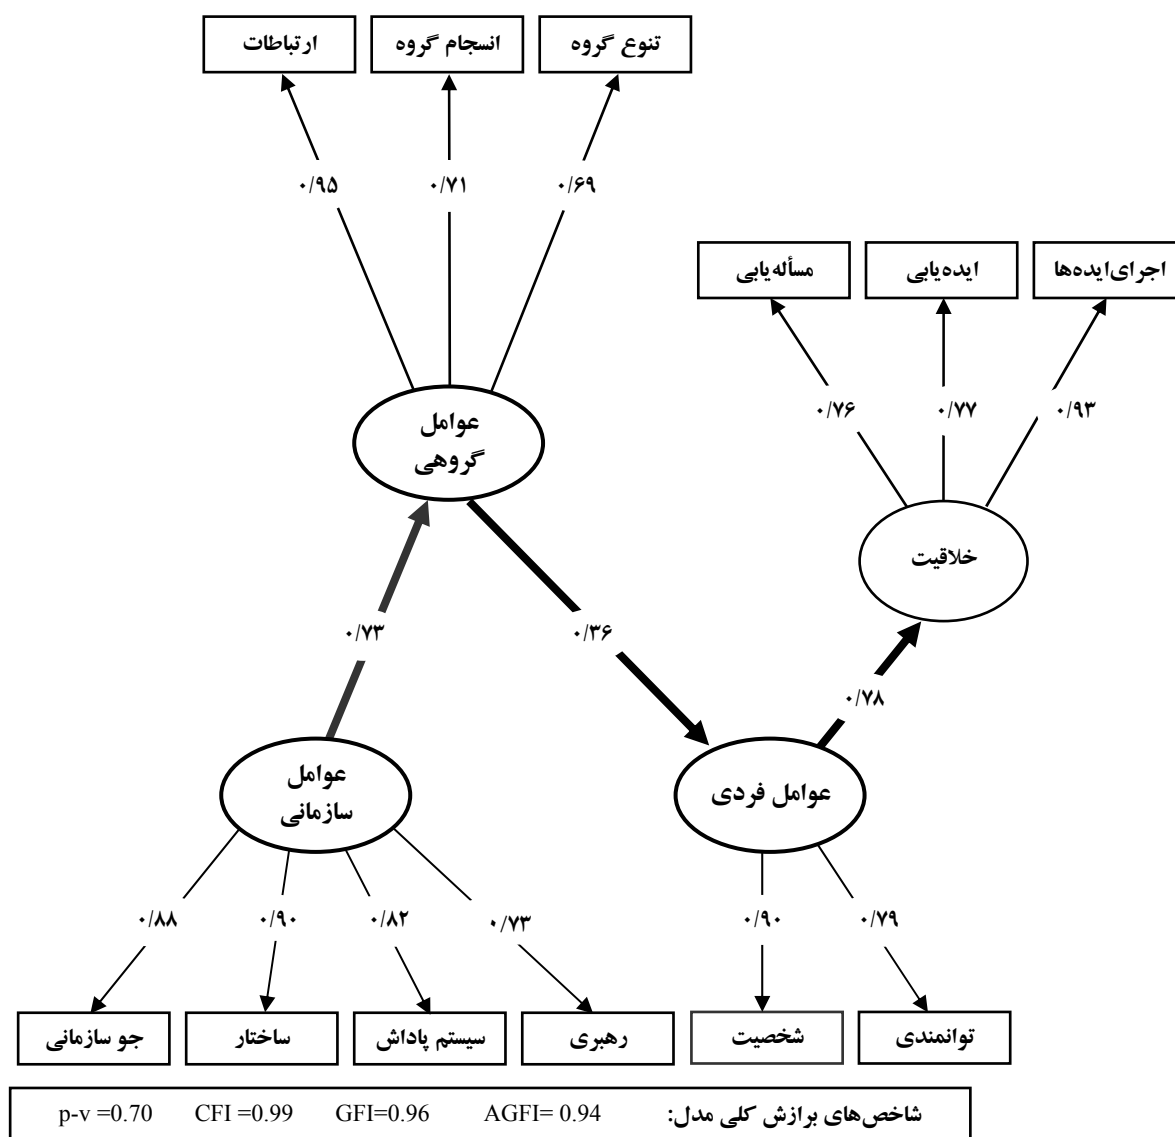 تنوع گروه
انسجام گروه
ارتباطات
۰/۹۵
۰/۷۱
۰/۶۹
اجرای‌ایده‌ها
ایده‌یابی
مسأله‌یابی
۰/۷۶
۰/۷۷
۰/۹۳
عوامل
گروهی
خلاقیت
۰/۷۳
۰/۳۶
۰/۷۸
عوامل
سازمانی
عوامل فردی
۰/۸۸
۰/۹۰
۰/۸۲
۰/۷۳
۰/۹۰
۰/۷۹
توانمندی
شخصیت
رهبری
سیستم پاداش
ساختار
جو سازمانی
شاخص‌های برازش کلی مدل: AGFI= 0.94 GFI=0.96 CFI =0.99 p-v =0.70